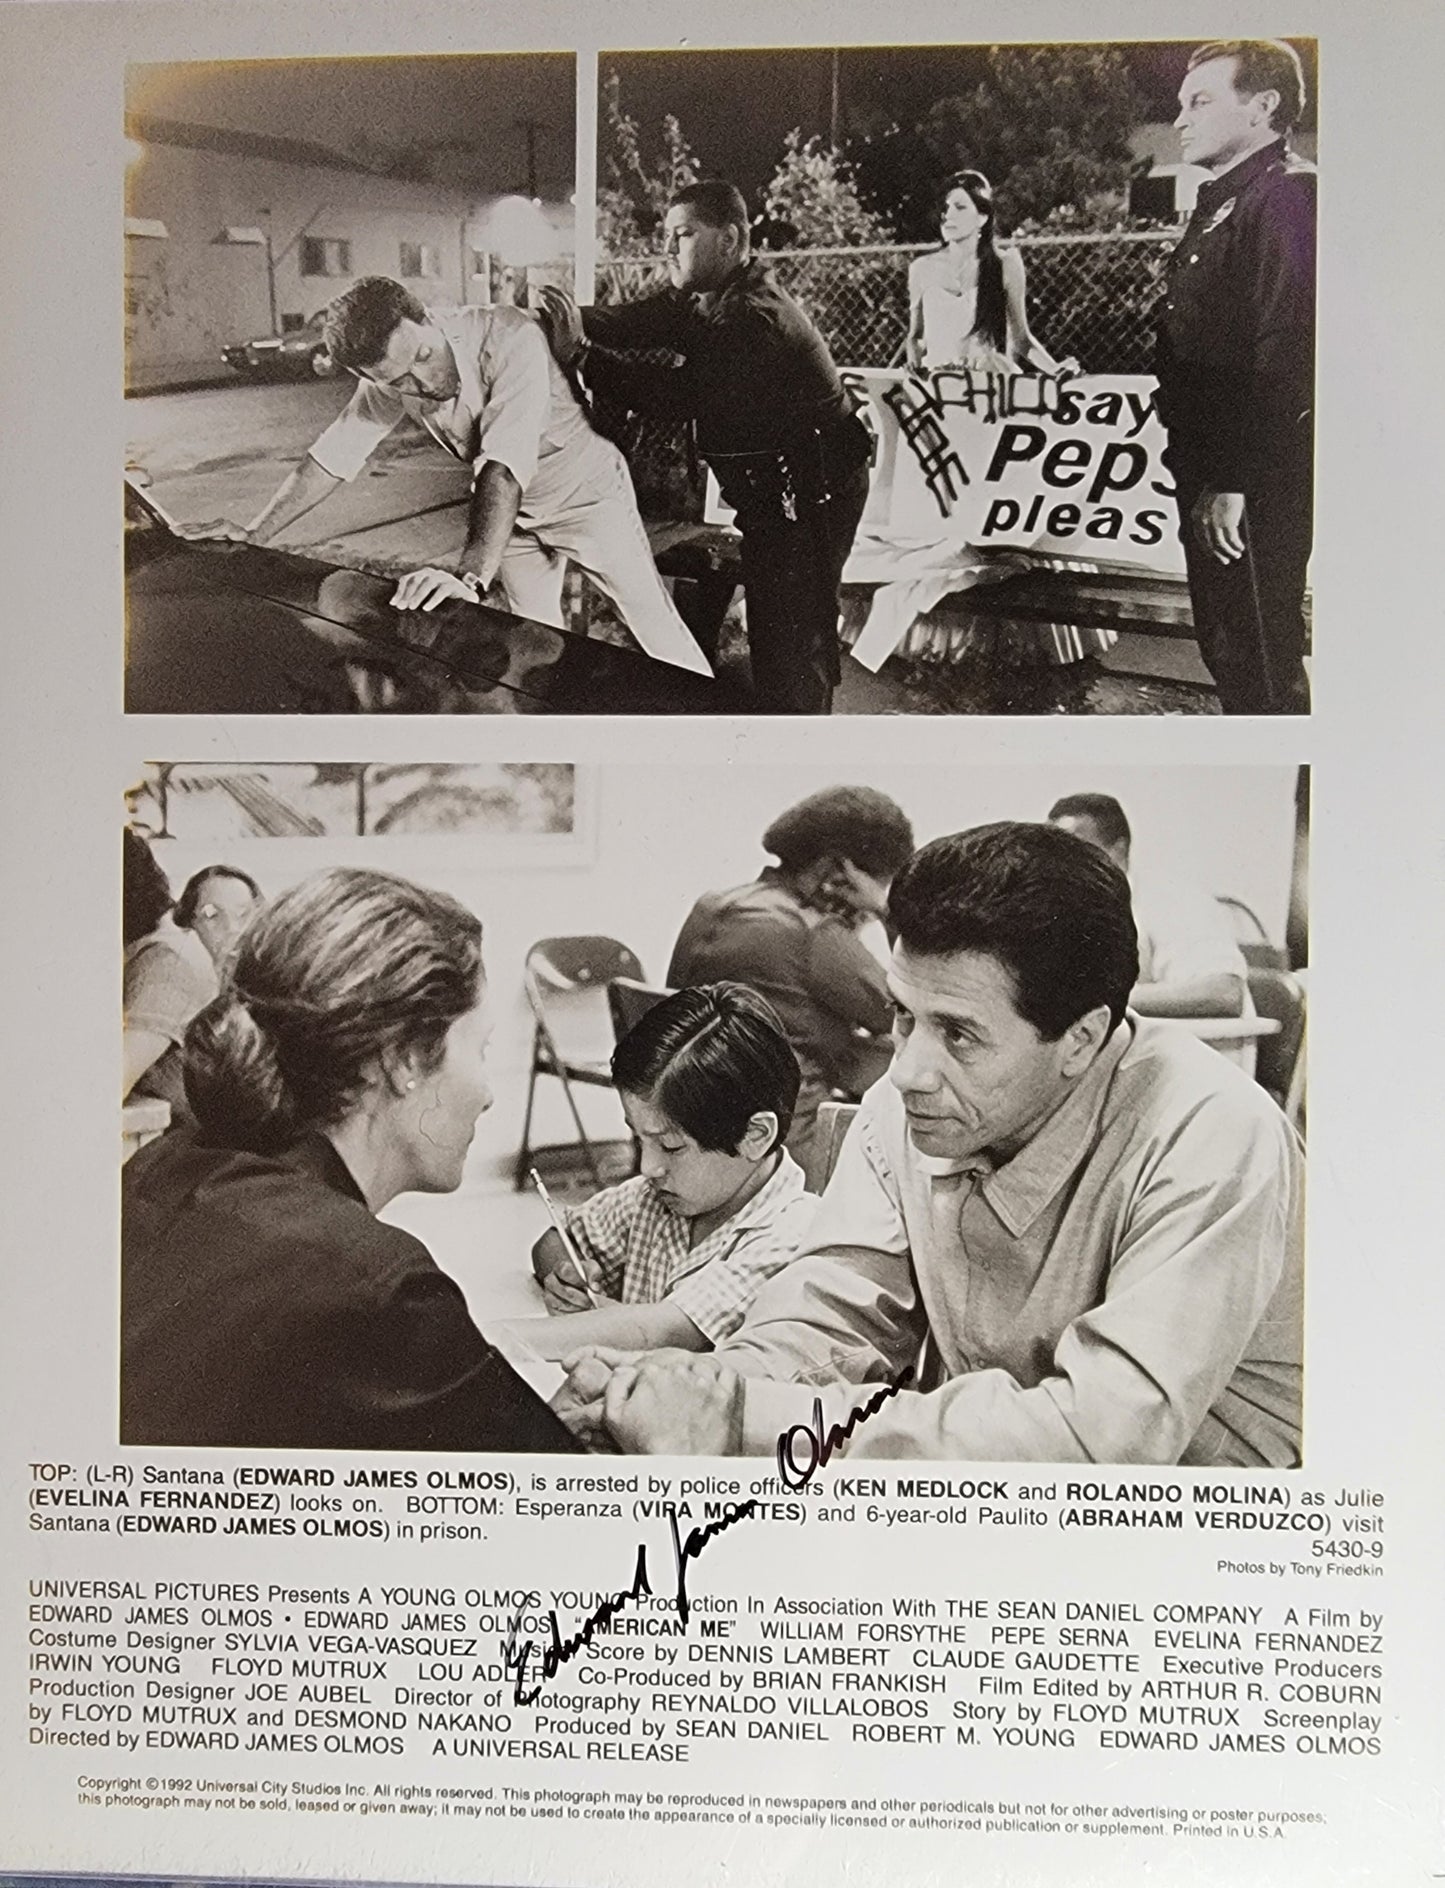 CHICO
say
Peps
pleas
TOP: (L-R) Santana (EDWARD JAMES OLMOS), is arrested by police officers (KEN MEDLOCK and ROLANDO MOLINA) as Julie
(EVELINA FERNANDEZ) looks on. BOTTOM: Esperanza (VIRA MONTES) and 6-year-old Paulito (ABRAHAM VERDUZCO) visit
Santana (EDWARD JAMES OLMOS) in prison.
5430-9
Photos by Tony Friedkin
Edward James Olmos
UNIVERSAL PICTURES Presents A YOUNG OLMOS YOUNG Production In Association With THE SEAN DANIEL COMPANY A Film by
EDWARD JAMES OLMOS • EDWARD JAMES OLMOS "AMERICAN ME" WILLIAM FORSYTHE PEPE SERNA EVELINA FERNANDEZ
Costume Designer SYLVIA VEGA-VASQUEZ Music Score by DENNIS LAMBERT CLAUDE GAUDETTE Executive Producers
IRWIN YOUNG FLOYD MUTRUX LOU ADLER Co-Produced by BRIAN FRANKISH Film Edited by ARTHUR R. COBURN
Production Designer JOE AUBEL Director of Photography REYNALDO VILLALOBOS Story by FLOYD MUTRUX Screenplay
by FLOYD MUTRUX and DESMOND NAKANO Produced by SEAN DANIEL ROBERT M. YOUNG EDWARD JAMES OLMOS
Directed by EDWARD JAMES OLMOS A UNIVERSAL RELEASE
Copyright ©1992 Universal City Studios Inc. All rights reserved. This photograph may be reproduced in newspapers and other periodicals but not for other advertising or poster purposes;
this photograph may not be sold, leased or given away; it may not be used to create the appearance of a specially licensed or authorized publication or supplement. Printed in U.S.A.